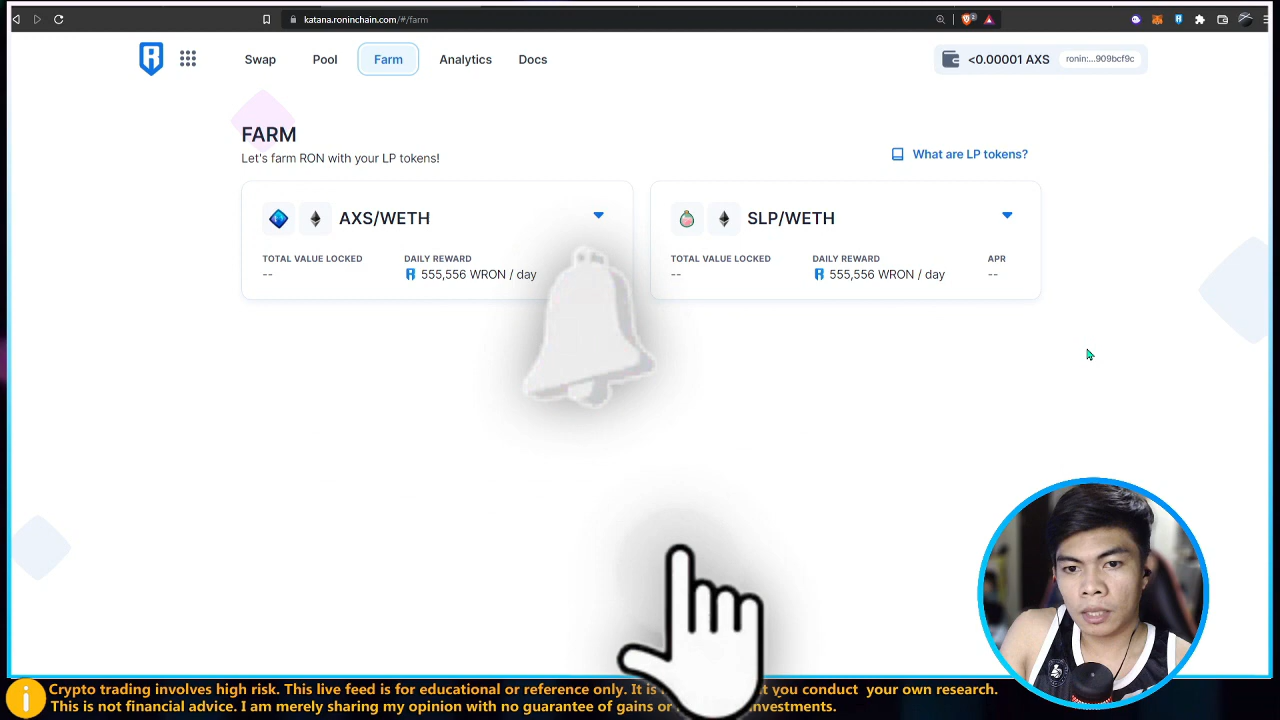 katana.roninchain.com/#/farm
Swap Pool Farm Analytics Docs <0.00001 AXS ronin:...909bcf9c
FARM
Let's farm RON with your LP tokens!
What are LP tokens?
AXS/WETH
TOTAL VALUE LOCKED DAILY REWARD
-- 555,556 WRON / day
SLP/WETH
TOTAL VALUE LOCKED DAILY REWARD APR
-- 555,556 WRON / day --
Crypto trading involves high risk. This live feed is for educational or reference only. It is you conduct your own research.
This is not financial advice. I am merely sharing my opinion with no guarantee of gains or investments.